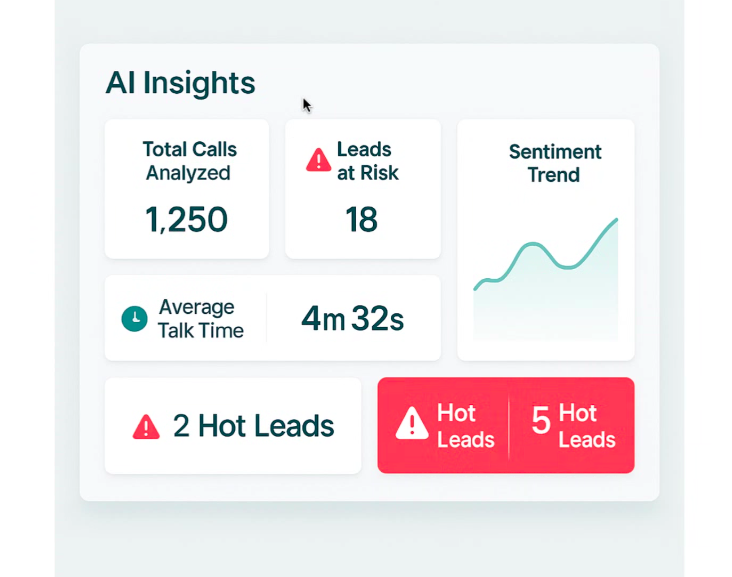 AI Insights
Total Calls
Analyzed
1,250
Leads
at Risk
18
Sentiment
Trend
Average
Talk Time
4m 32s
2 Hot Leads
Hot
Leads
5 Hot
Leads